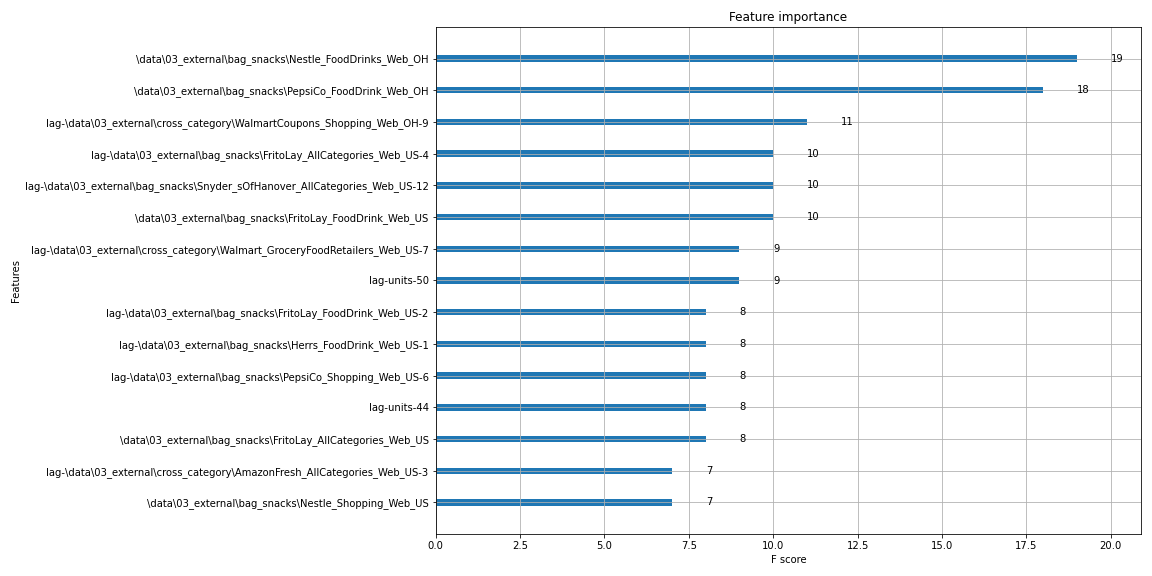 Feature importance
Features
\data\03_external\bag_snacks\Nestle_FoodDrinks_Web_OH
19
\data\03_external\bag_snacks\PepsiCo_FoodDrink_Web_OH
18
lag-\data\03_external\cross_category\WalmartCoupons_Shopping_Web_OH-9
11
lag-\data\03_external\bag_snacks\FritoLay_AllCategories_Web_US-4
10
lag-\data\03_external\bag_snacks\Snyder_sOfHanover_AllCategories_Web_US-12
10
\data\03_external\bag_snacks\FritoLay_FoodDrink_Web_US
10
lag-\data\03_external\cross_category\Walmart_GroceryFoodRetailers_Web_US-7
9
lag-units-50
9
lag-\data\03_external\bag_snacks\FritoLay_FoodDrink_Web_US-2
8
lag-\data\03_external\bag_snacks\Herrs_FoodDrink_Web_US-1
8
lag-\data\03_external\bag_snacks\PepsiCo_Shopping_Web_US-6
8
lag-units-44
8
\data\03_external\bag_snacks\FritoLay_AllCategories_Web_US
8
lag-\data\03_external\cross_category\AmazonFresh_AllCategories_Web_US-3
7
\data\03_external\bag_snacks\Nestle_Shopping_Web_US
7
0.0 2.5 5.0 7.5 10.0 12.5 15.0 17.5 20.0
F score